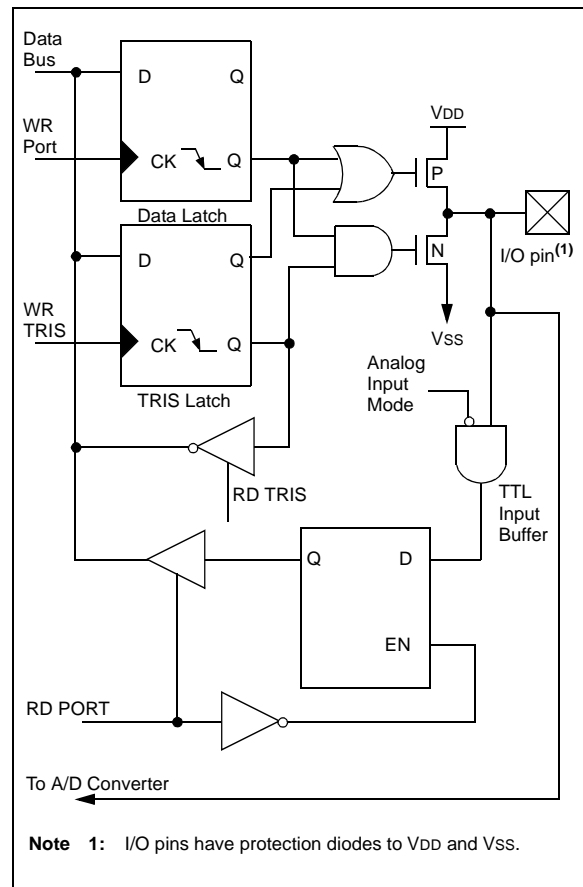 Data
Bus
D
Q
VDD
WR
Port
CK
Q
P
Data Latch
D
Q
N
I/O pin(1)
WR
TRIS
CK
Q
VSS
TRIS Latch
Analog
Input
Mode
RD TRIS
TTL
Input
Buffer
Q
D
EN
RD PORT
To A/D Converter
Note 1: I/O pins have protection diodes to VDD and VSS.